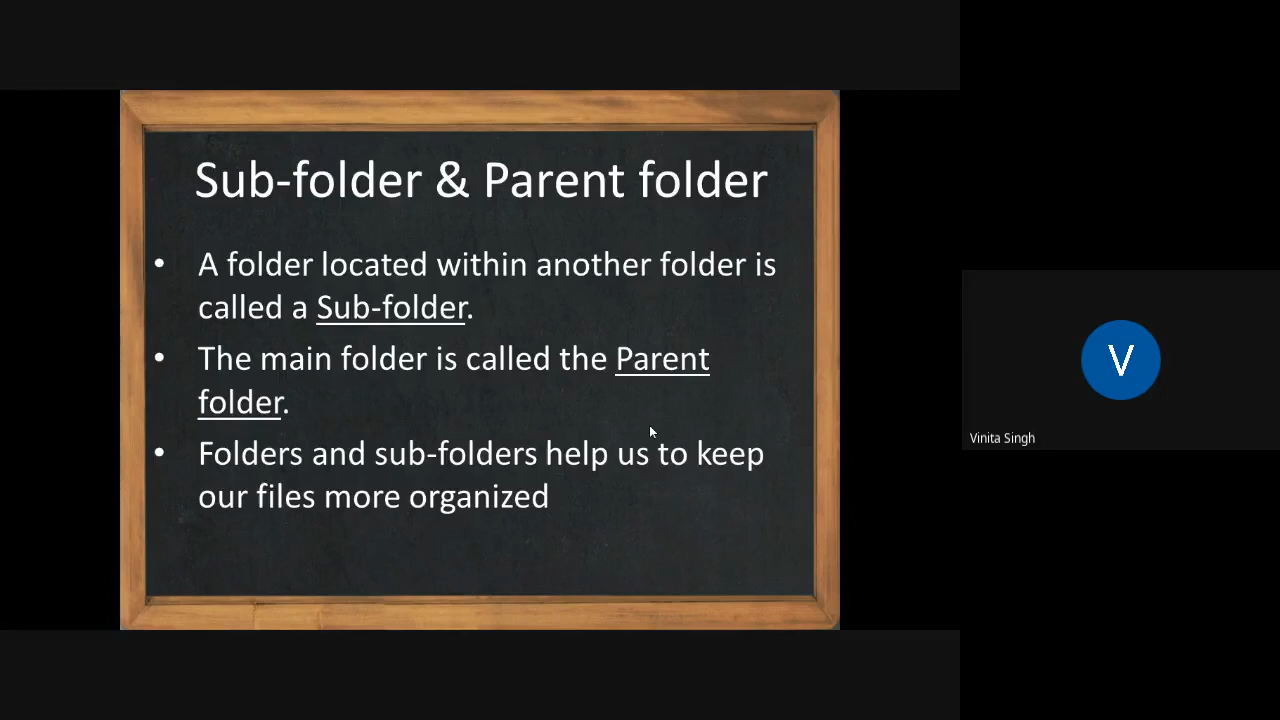 Sub-folder & Parent folder
• A folder located within another folder is
called a Sub-folder.
• The main folder is called the Parent
folder.
• Folders and sub-folders help us to keep
our files more organized
V
Vinita Singh